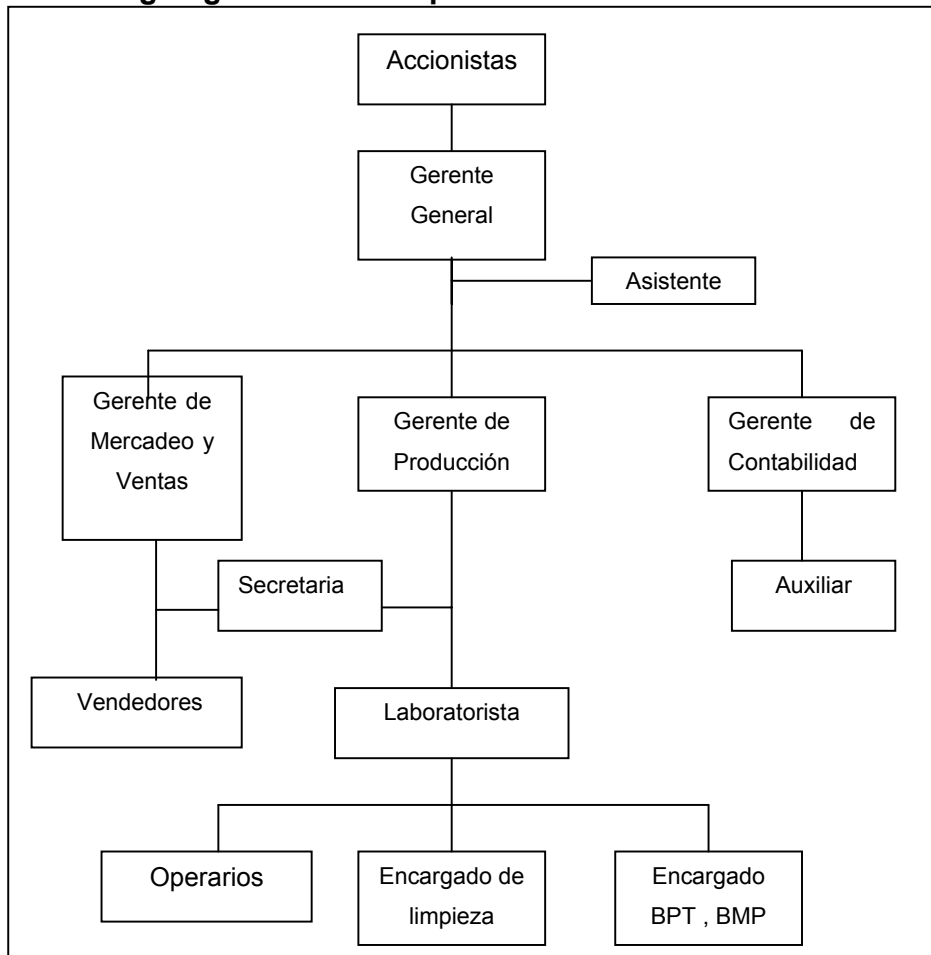 Accionistas
Gerente
General
Asistente
Gerente de
Mercadeo y
Ventas
Gerente de
Producción
Gerente de
Contabilidad
Secretaria
Auxiliar
Vendedores
Laboratorista
Operarios
Encargado de
limpieza
Encargado
BPT , BMP